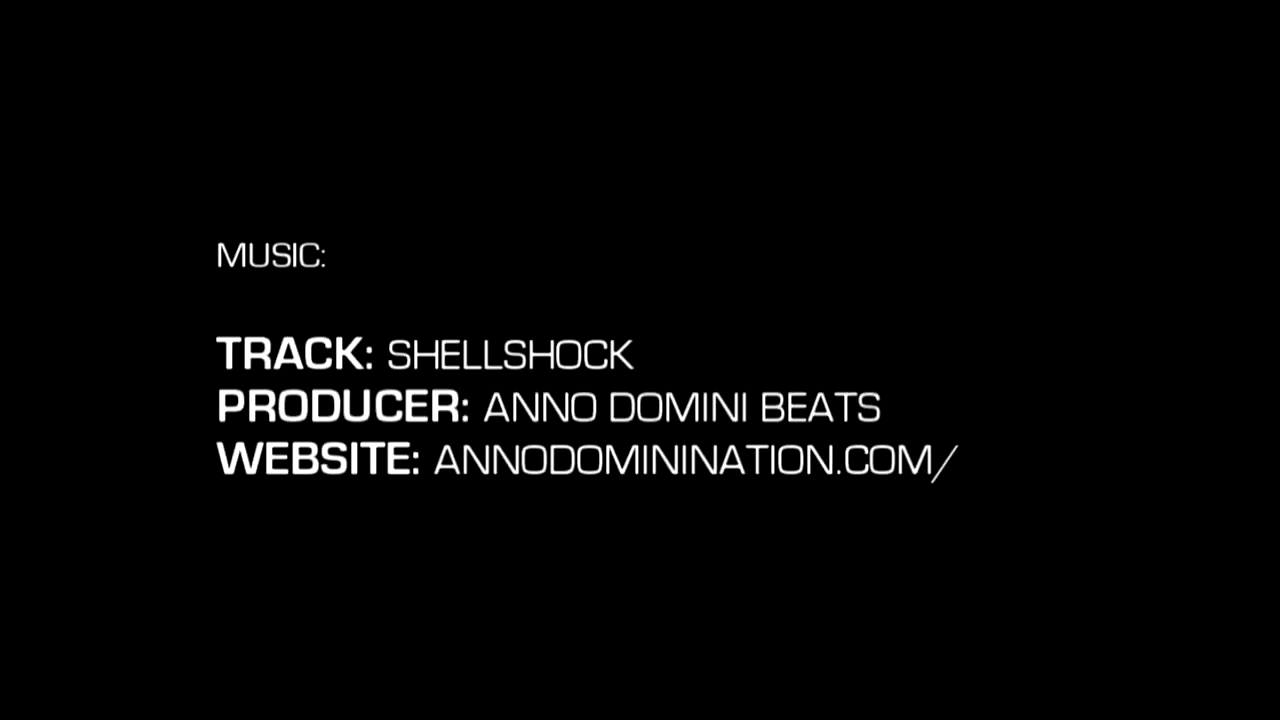 MUSIC:
TRACK: SHELLSHOCK
PRODUCER: ANNO DOMINI BEATS
WEBSITE: ANNODOMININATION.COM/